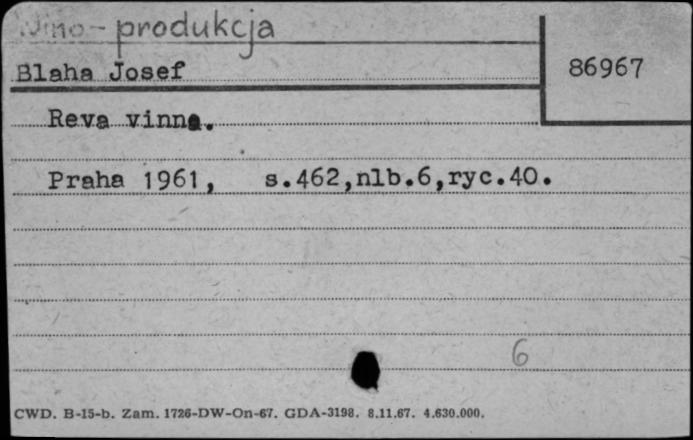 Wino - produkcja
Blaha Josef
86967
Reva vinna.
Praha 1961, s.462,nlb.6,ryc.40.
6
CWD. B-15-b. Zam. 1726-DW-On-67. GDA-3198. 8.11.67. 4.630.000.